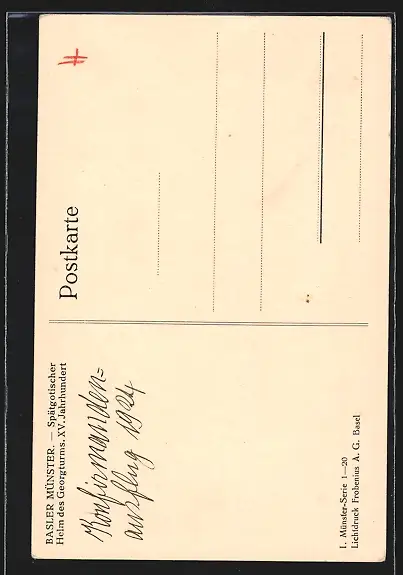 BASLER MÜNSTER. — Spätgotischer
Helm des Georgturms. XV. Jahrhundert
Konfirmanden=
ausflug 1924
Postkarte
I. Münster-Serie 1—20
Lichtdruck Frobenius A. G. Basel